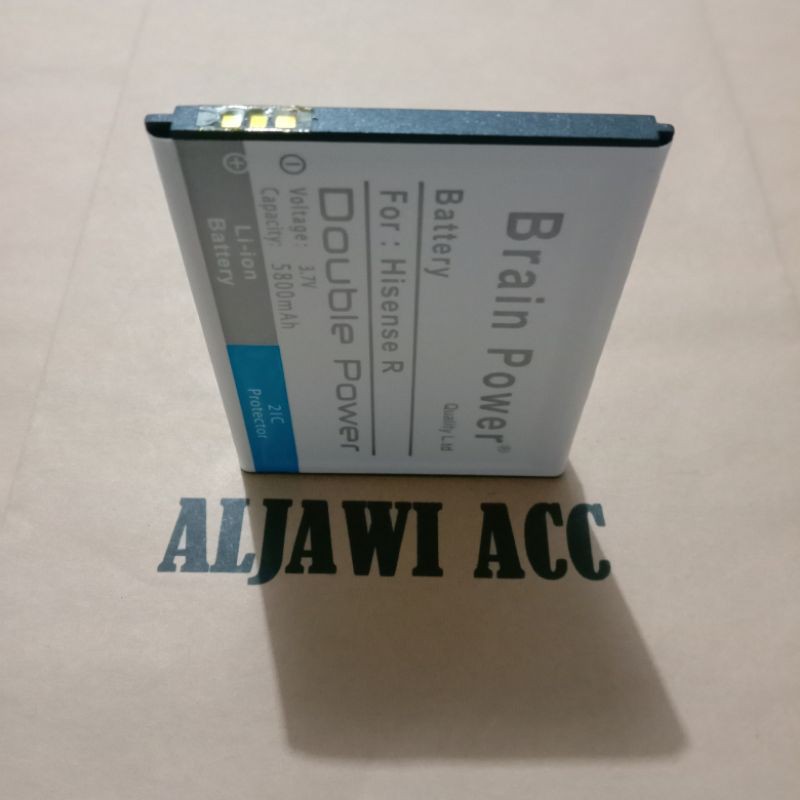 Brain Power®
Quality Ltd
Battery
For : Hisense R
Double Power
Voltage : 3.7V
Capacity: 5800mAh
Li-ion
Battery
2IC
Protector
ALJAWI ACC